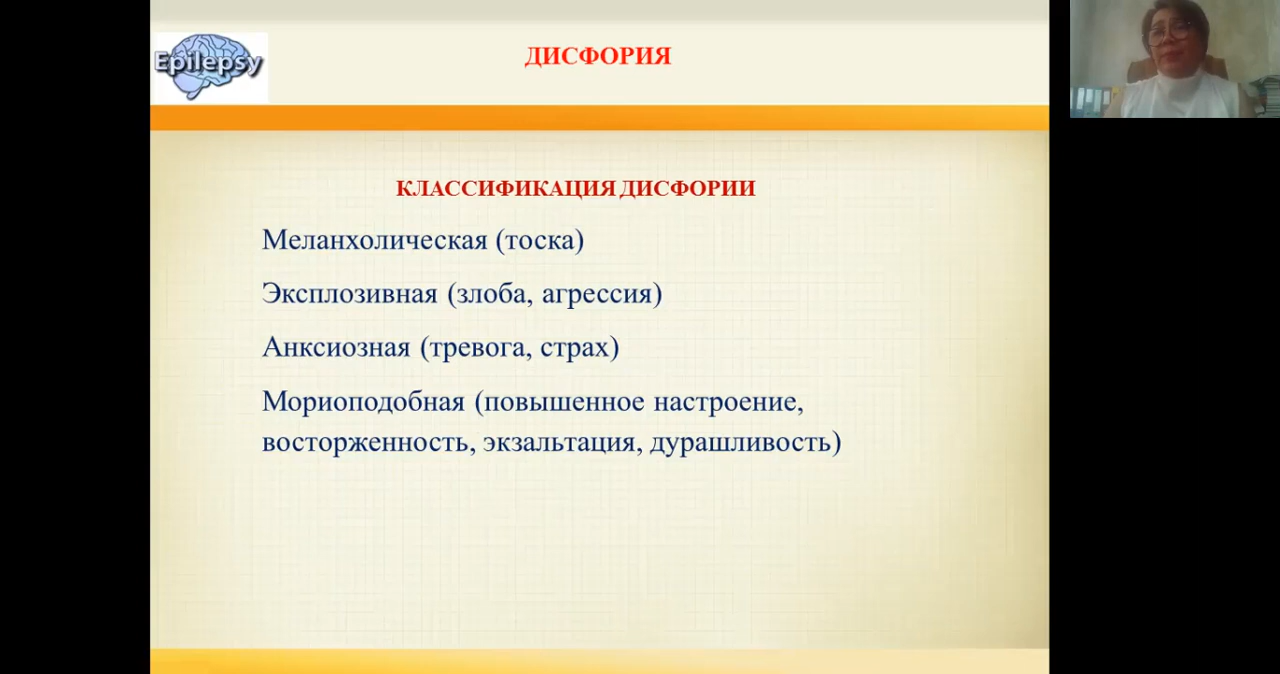 Epilepsy
ДИСФОРИЯ
КЛАССИФИКАЦИЯ ДИСФОРИИ
Меланхолическая (тоска)
Эксплозивная (злоба, агрессия)
Анксиозная (тревога, страх)
Мориоподобная (повышенное настроение,
восторженность, экзальтация, дурашливость)